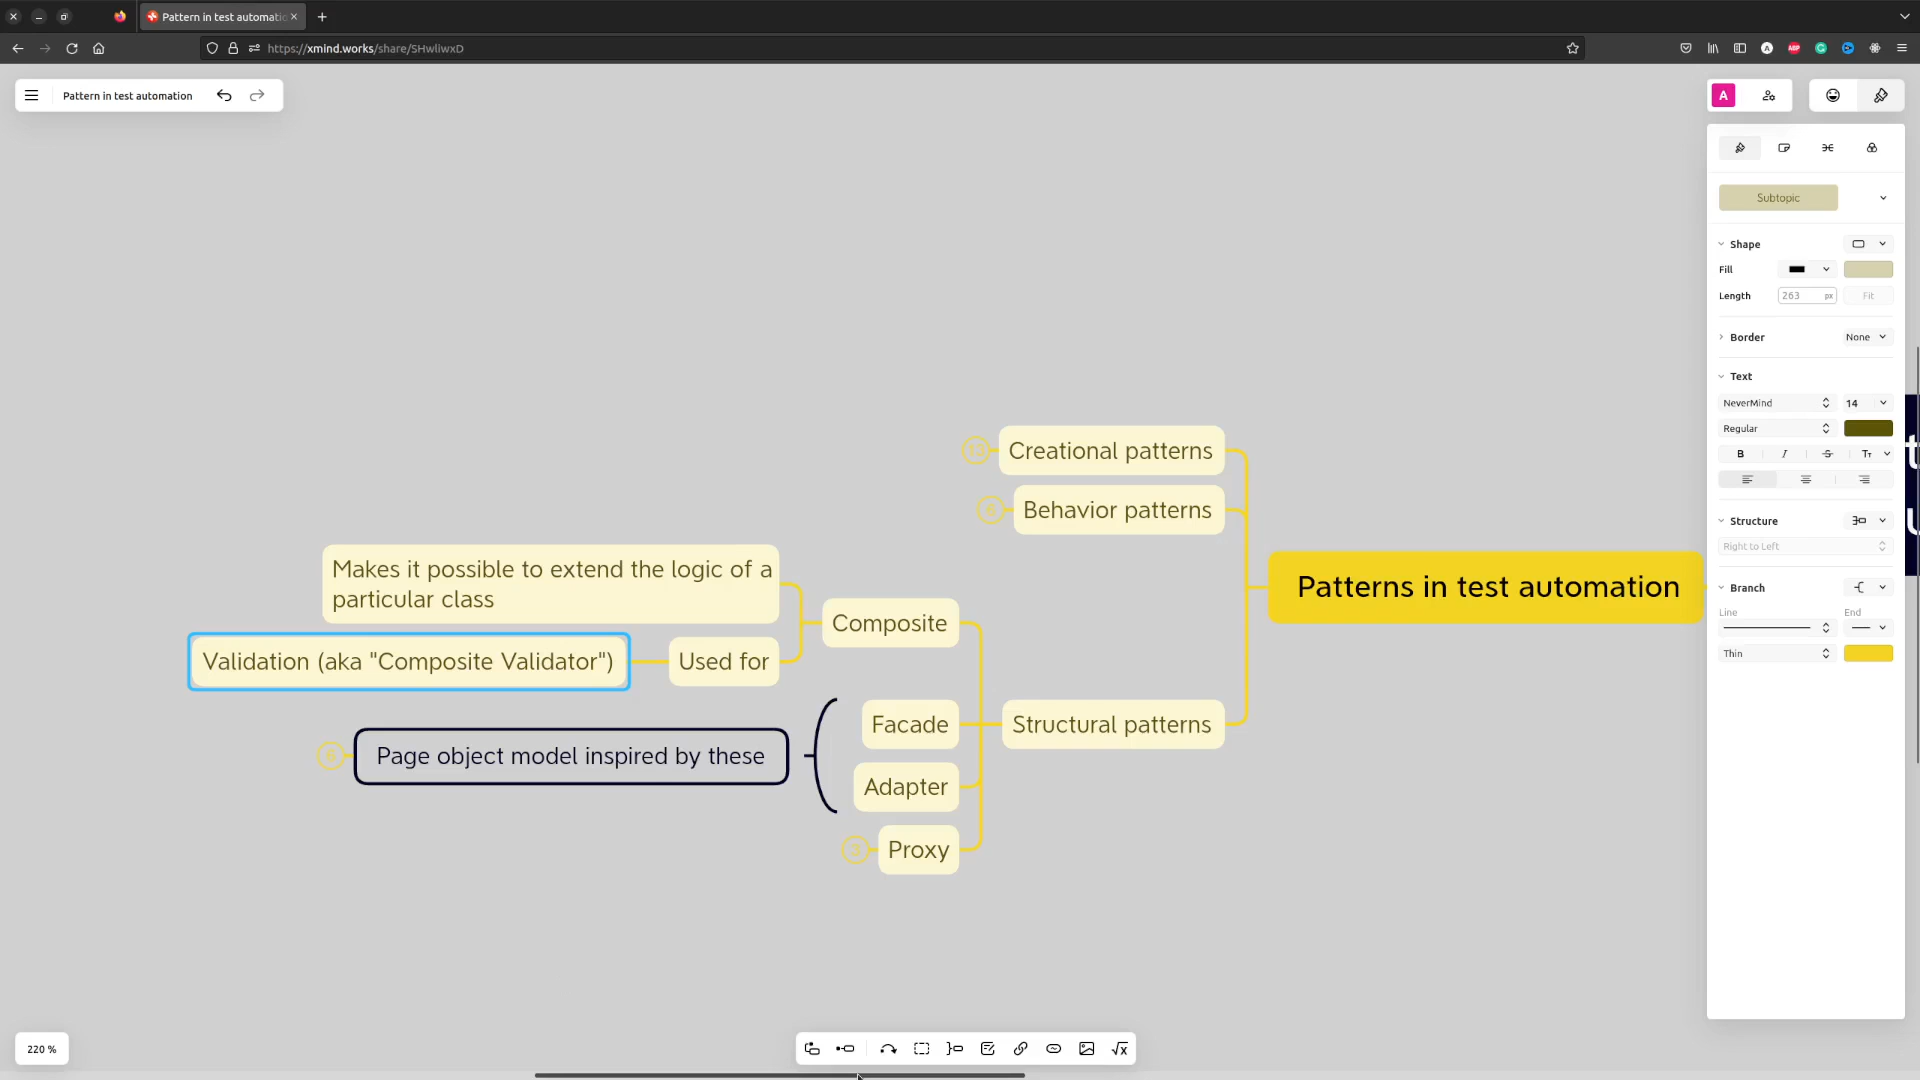 Pattern in test automatic
https://xmind.works/share/SHwliwxD
Pattern in test automation
A
Subtopic
Shape
Fill
Length 263 px Fit
Border None
Text
NeverMind 14
Regular
B I S Tт
Structure
Right to Left
Branch
Line End
Thin
Creational patterns
Behavior patterns
Makes it possible to extend the logic of a
particular class
Composite
Patterns in test automation
Validation (aka "Composite Validator")
Used for
Facade
Structural patterns
Page object model inspired by these
Adapter
Proxy
220 %